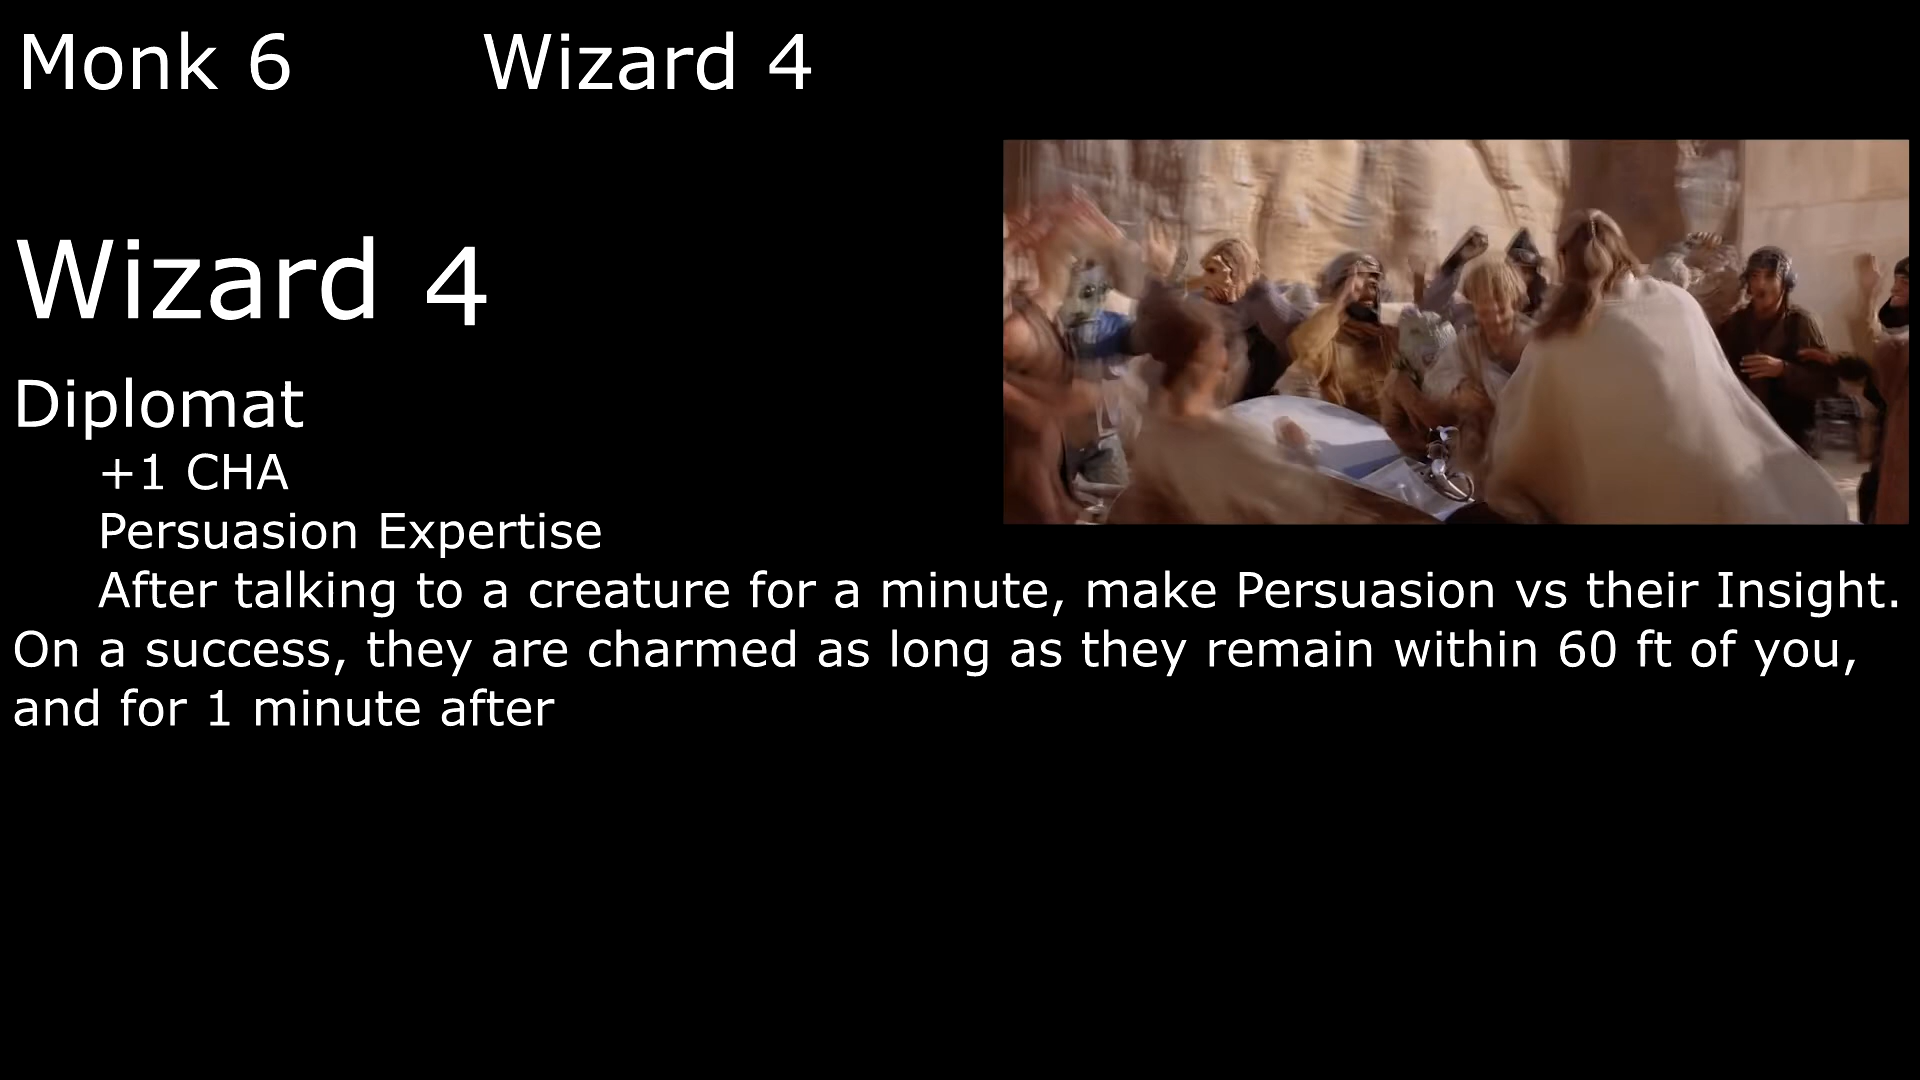 Monk 6 Wizard 4
Wizard 4
Diplomat
+1 CHA
Persuasion Expertise
After talking to a creature for a minute, make Persuasion vs their Insight.
On a success, they are charmed as long as they remain within 60 ft of you,
and for 1 minute after